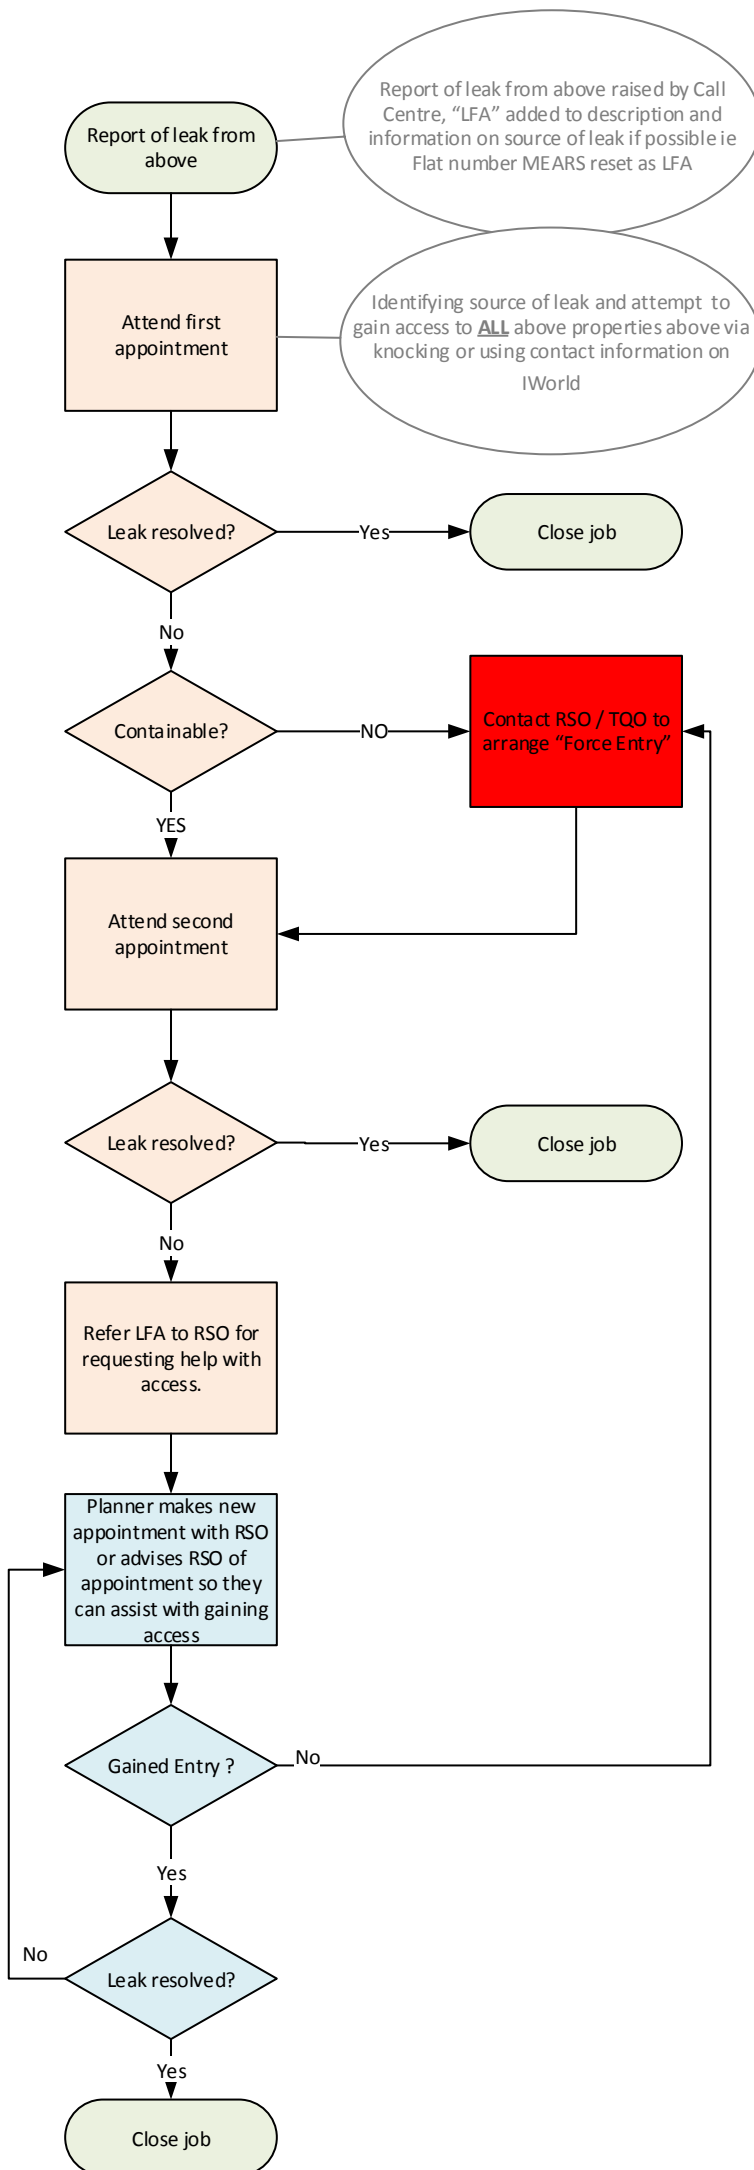 Report of leak from
above
Report of leak from above raised by Call
Centre, “LFA” added to description and
information on source of leak if possible ie
Flat number MEARS reset as LFA
Attend first
appointment
Identifying source of leak and attempt to
gain access to ALL above properties above via
knocking or using contact information on
IWorld
Leak resolved?
Yes
Close job
No
Containable?
NO
Contact RSO / TQO to
arrange “Force Entry”
YES
Attend second
appointment
Leak resolved?
Yes
Close job
No
Refer LFA to RSO for
requesting help with
access.
Planner makes new
appointment with RSO
or advises RSO of
appointment so they
can assist with gaining
access
Gained Entry ?
No
Yes
Leak resolved?
No
Yes
Close job